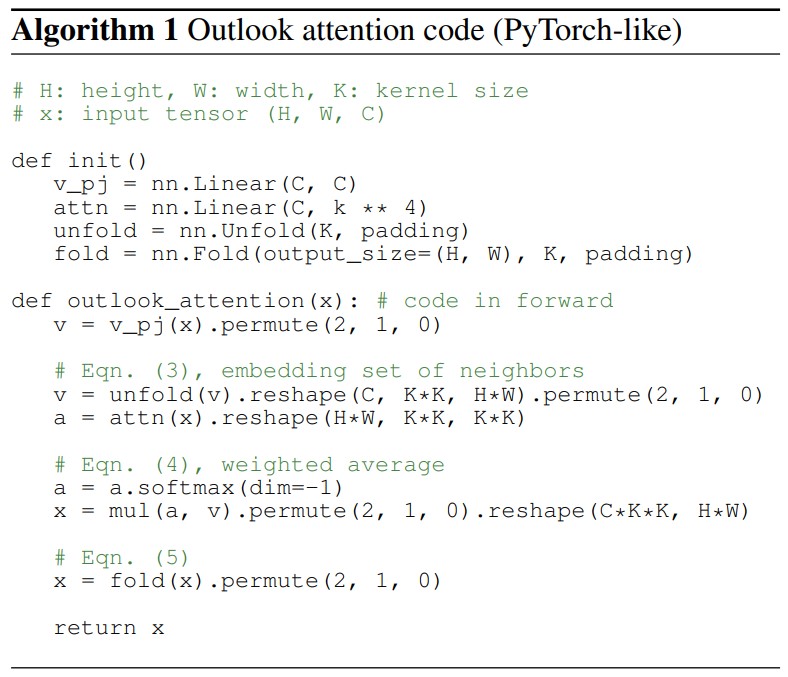 Algorithm 1 Outlook attention code (PyTorch-like)
# H: height, W: width, K: kernel size
# x: input tensor (H, W, C)
def init()
v_pj = nn.Linear(C, C)
attn = nn.Linear(C, k ** 4)
unfold = nn.Unfold(K, padding)
fold = nn.Fold(output_size=(H, W), K, padding)
def outlook_attention(x): # code in forward
v = v_pj(x).permute(2, 1, 0)
# Eqn. (3), embedding set of neighbors
v = unfold(v).reshape(C, K*K, H*W).permute(2, 1, 0)
a = attn(x).reshape(H*W, K*K, K*K)
# Eqn. (4), weighted average
a = a.softmax(dim=-1)
x = mul(a, v).permute(2, 1, 0).reshape(C*K*K, H*W)
# Eqn. (5)
x = fold(x).permute(2, 1, 0)
return x